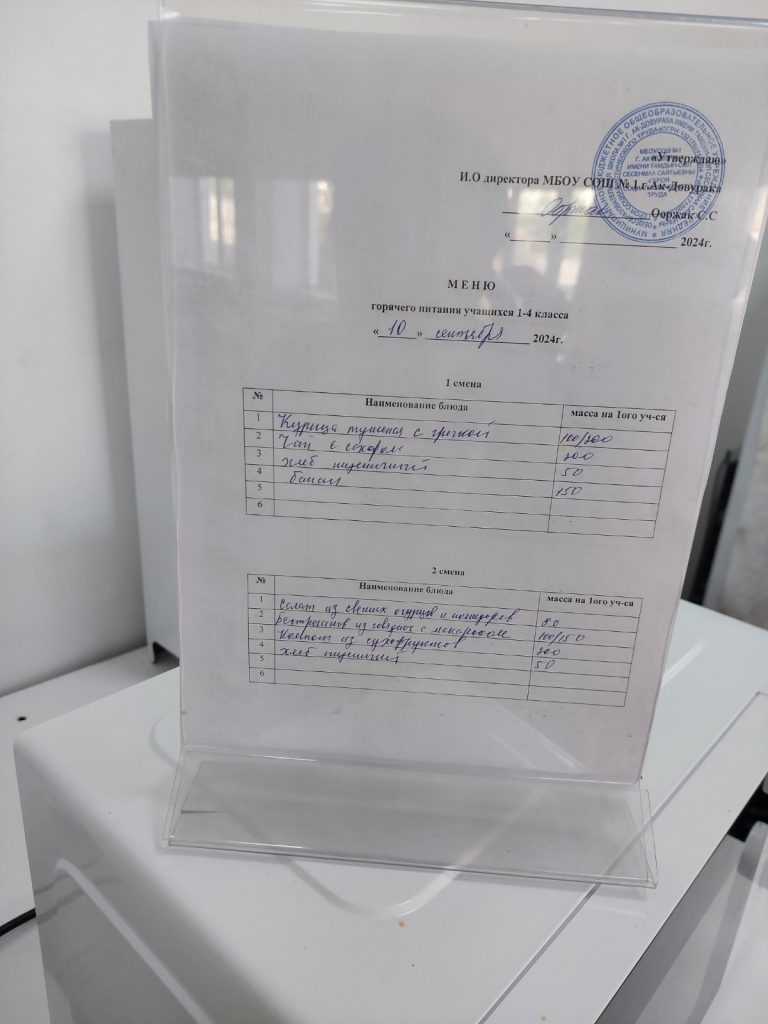 «Утверждаю»
И.О директора МБОУ СОШ № 1 г.Ак-Довурака
Ооржак С.С
«______» __________________ 2024г.
МЕНЮ
горячего питания учащихся 1-4 класса
« 10 » сентября 2024г.
1 смена
№ Наименование блюда масса на 1ого уч-ся
1 Курица тушеная с гречкой 100/200
2 Чай с сахаром 200
3 хлеб пшеничный 50
4 банан 150
5
6
2 смена
№ Наименование блюда масса на 1ого уч-ся
1 Салат из свежих огурцов и помидоров 80
2 Бефстроганов из говядины с макароном 100/150
3 Компот из сухофруктов 200
4 хлеб пшеничный 50
5
6